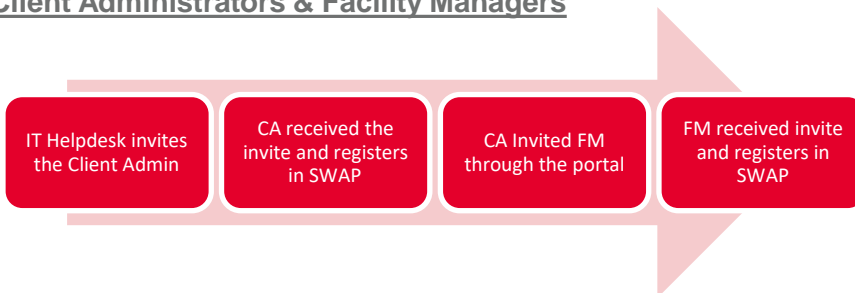 Client Administrators & Facility Managers
IT Helpdesk invites
the Client Admin
CA received the
invite and registers
in SWAP
CA Invited FM
through the portal
FM received invite
and registers in
SWAP